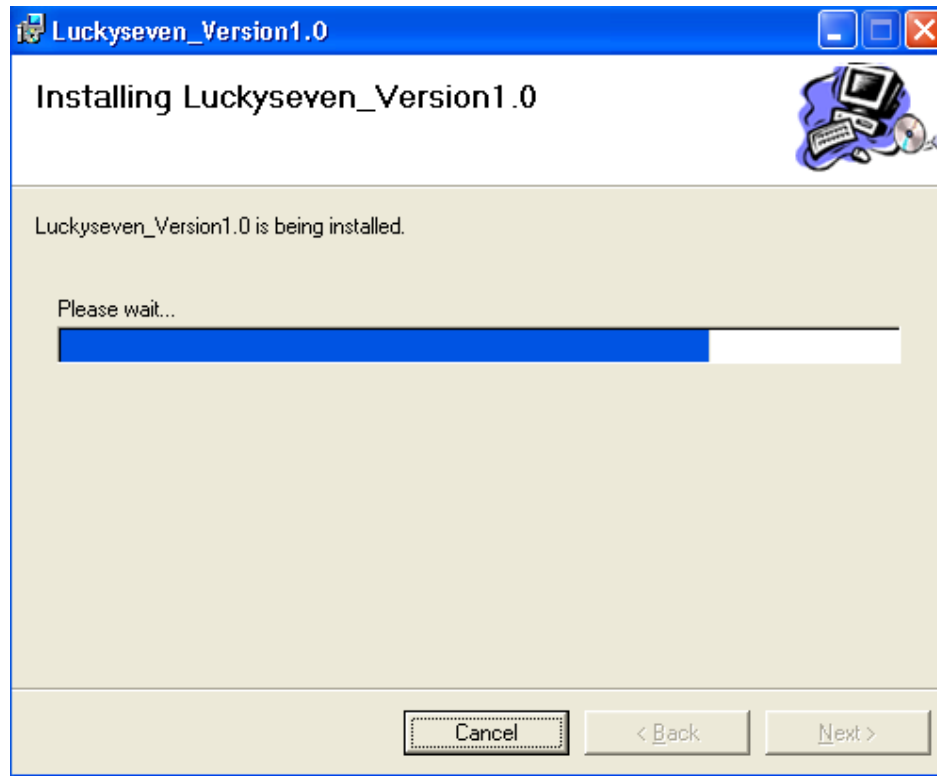 Luckyseven_Version1.0
Installing Luckyseven_Version1.0
Luckyseven_Version1.0 is being installed.
Please wait...
Cancel
< Back
Next >